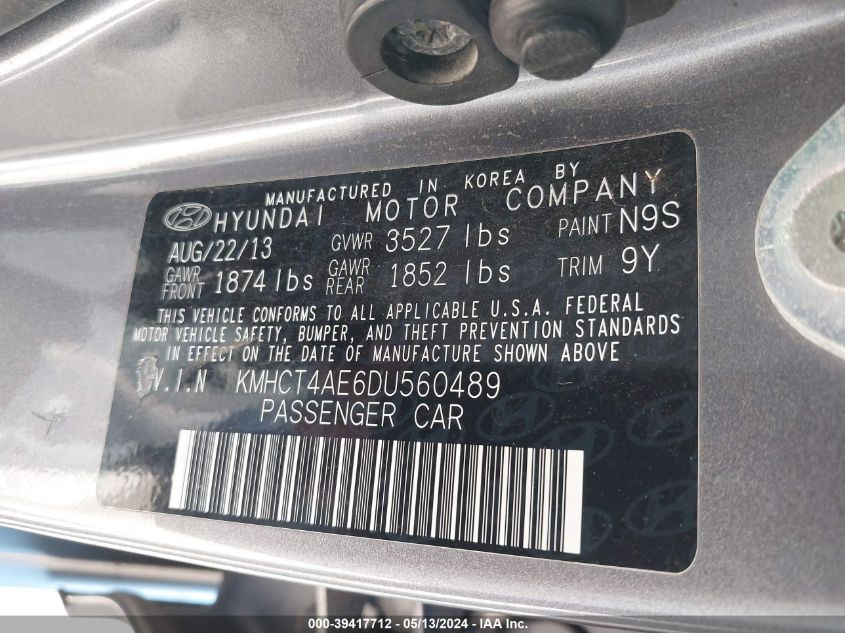 MANUFACTURED IN KOREA BY
HYUNDAI MOTOR COMPANY
AUG/22/13 GVWR 3527 lbs PAINT N9S
GAWR FRONT 1874 lbs GAWR REAR 1852 lbs TRIM 9Y
THIS VEHICLE CONFORMS TO ALL APPLICABLE U.S.A. FEDERAL
MOTOR VEHICLE SAFETY, BUMPER, AND THEFT PREVENTION STANDARDS
IN EFFECT ON THE DATE OF MANUFACTURE SHOWN ABOVE
V.I.N KMHCT4AE6DU560489
PASSENGER CAR
000-39417712 - 05/13/2024 - IAA Inc.